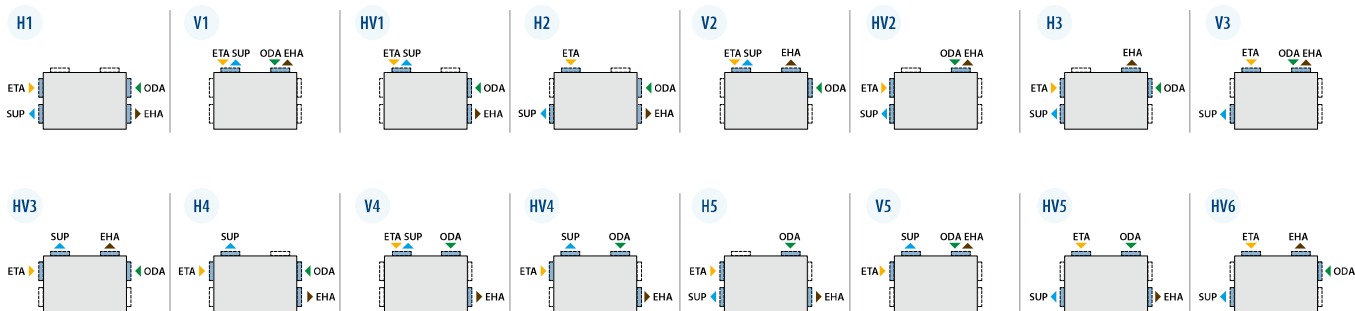 H1 V1 HV1 H2 V2 HV2 H3 V3
ETA SUP ODA EHA ETA SUP ETA ETA SUP EHA ODA EHA EHA ETA ODA EHA
ETA ODA ODA ODA ODA ETA ETA ODA
SUP EHA EHA SUP EHA SUP SUP SUP
HV3 H4 V4 HV4 H5 V5 HV5 HV6
SUP EHA SUP ETA SUP ODA SUP ODA ODA SUP ODA EHA ETA ODA ETA EHA
ETA ODA ETA ODA ETA ETA ETA ODA
EHA EHA EHA SUP SUP EHA SUP